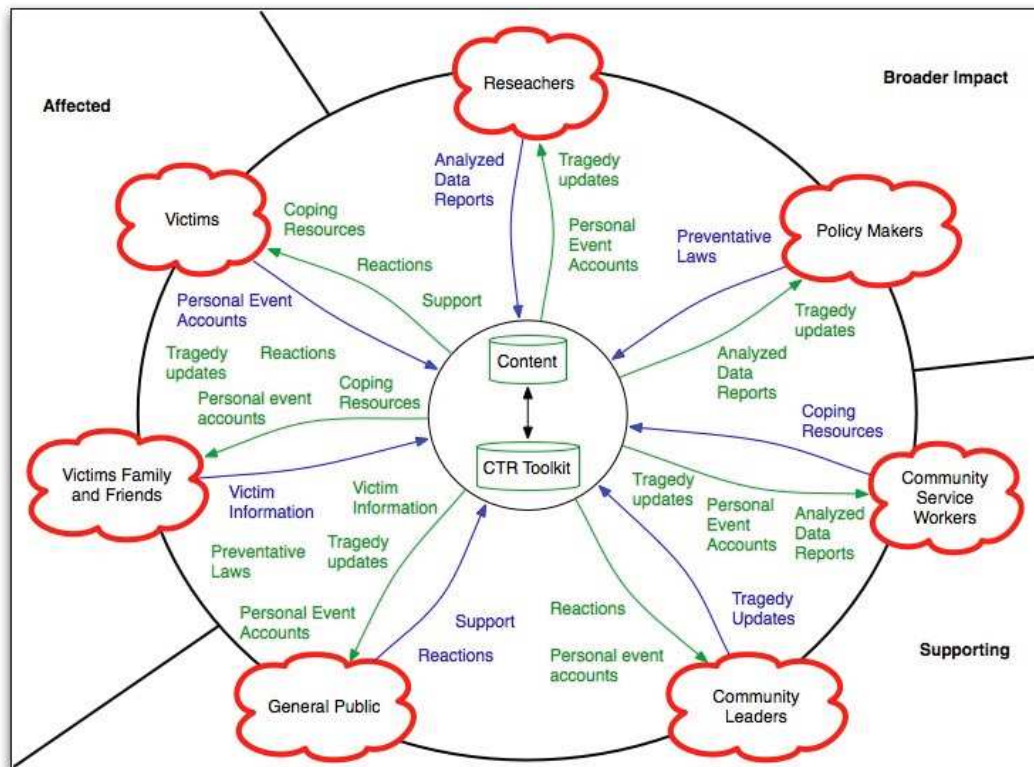 Affected
Broader Impact
Supporting
Reseachers
Analyzed
Data
Reports
Tragedy
updates
Personal
Event
Accounts
Victims
Coping
Resources
Reactions
Support
Personal Event
Accounts
Policy Makers
Preventative
Laws
Tragedy
updates
Analyzed
Data
Reports
Content
CTR Toolkit
Tragedy
updates
Reactions
Coping
Resources
Personal event
accounts
Victims Family
and Friends
Victim
Information
Coping
Resources
Community
Service
Workers
Tragedy
updates
Personal
Event
Accounts
Analyzed
Data
Reports
Victim
Information
Tragedy
updates
Preventative
Laws
Personal Event
Accounts
Support
Reactions
General Public
Reactions
Personal event
accounts
Tragedy
Updates
Community
Leaders